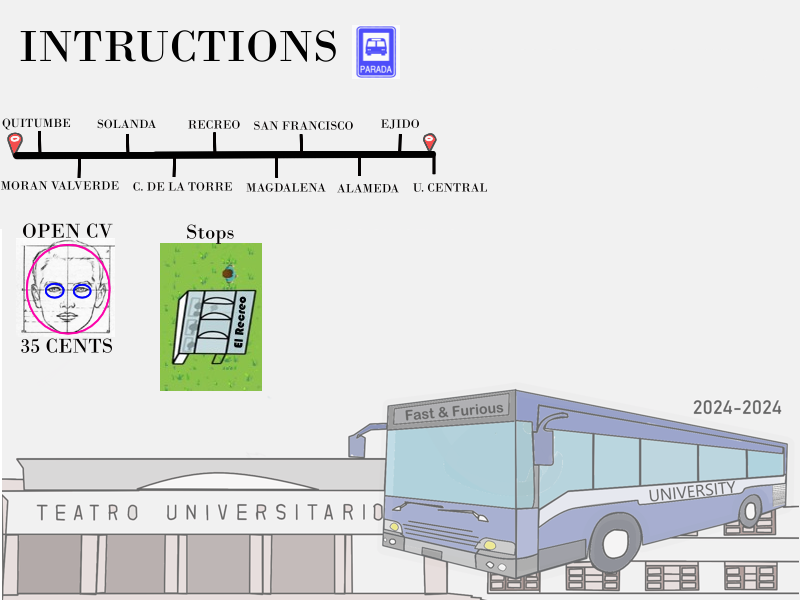 INTRUCTIONS
PARADA
QUITUMBE
SOLANDA
RECREO
SAN FRANCISCO
EJIDO
MORAN VALVERDE
C. DE LA TORRE
MAGDALENA
ALAMEDA
U. CENTRAL
OPEN CV
Stops
El Recreo
35 CENTS
2024-2024
Fast & Furious
UNIVERSITY
TEATRO UNIVERSITARIO